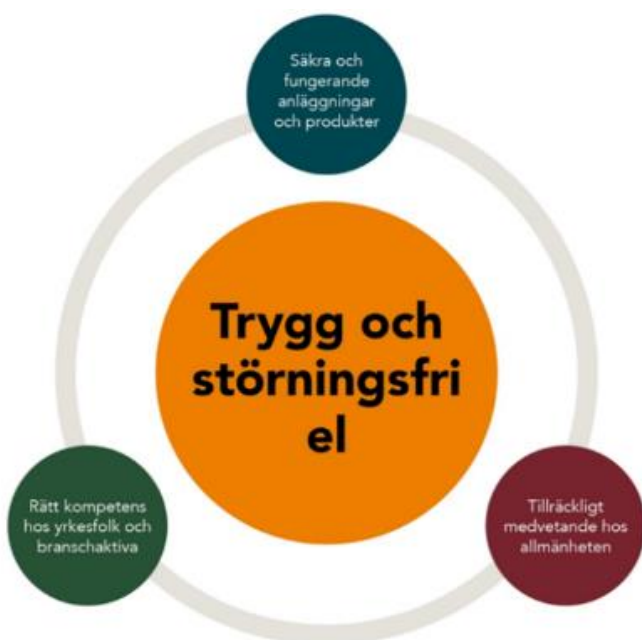 Säkra och
fungerande
anläggningar
och produkter
Trygg och
störningsfri
el
Rätt kompetens
hos yrkesfolk och
branschaktiva
Tillräckligt
medvetande hos
allmänheten